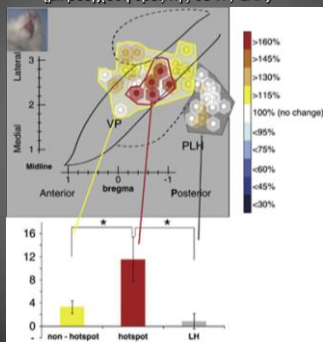 >160%
>145%
>130%
>115%
100% (no change)
<95%
<75%
<60%
<45%
<30%
Lateral
Medial
3
2
1
VP
PLH
Midline
1
0
-1
Anterior
bregma
Posterior
16
12
8
4
0
*
*
non - hotspot
hotspot
LH